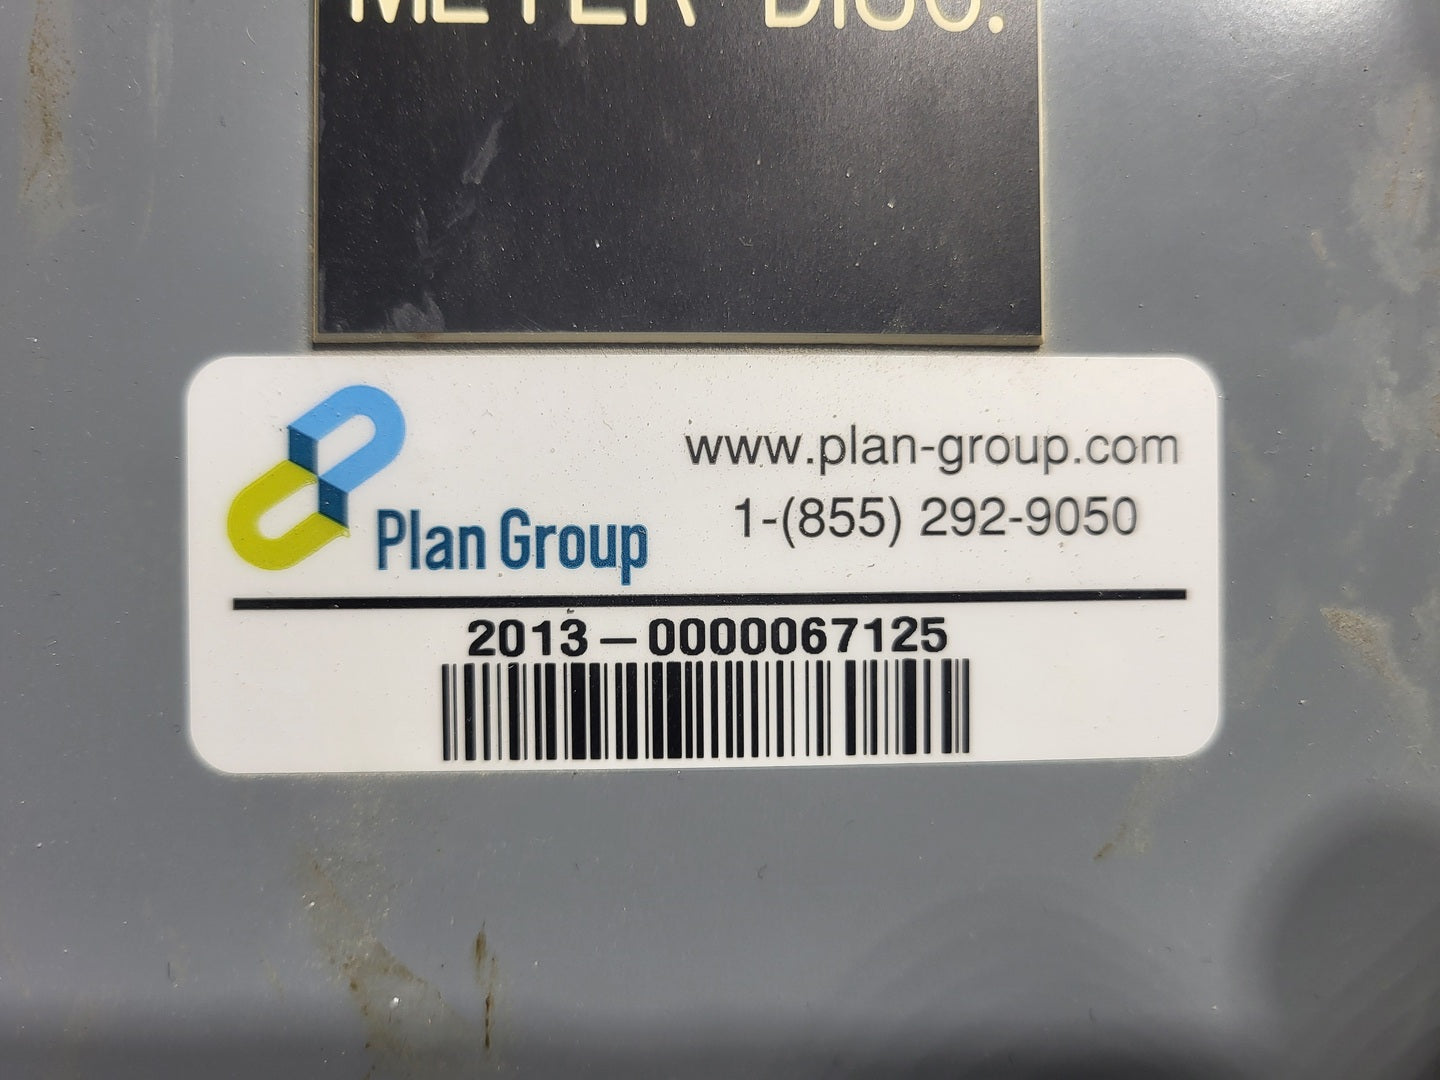 METER DISC.
www.plan-group.com
1-(855) 292-9050
Plan Group
2013-0000067125